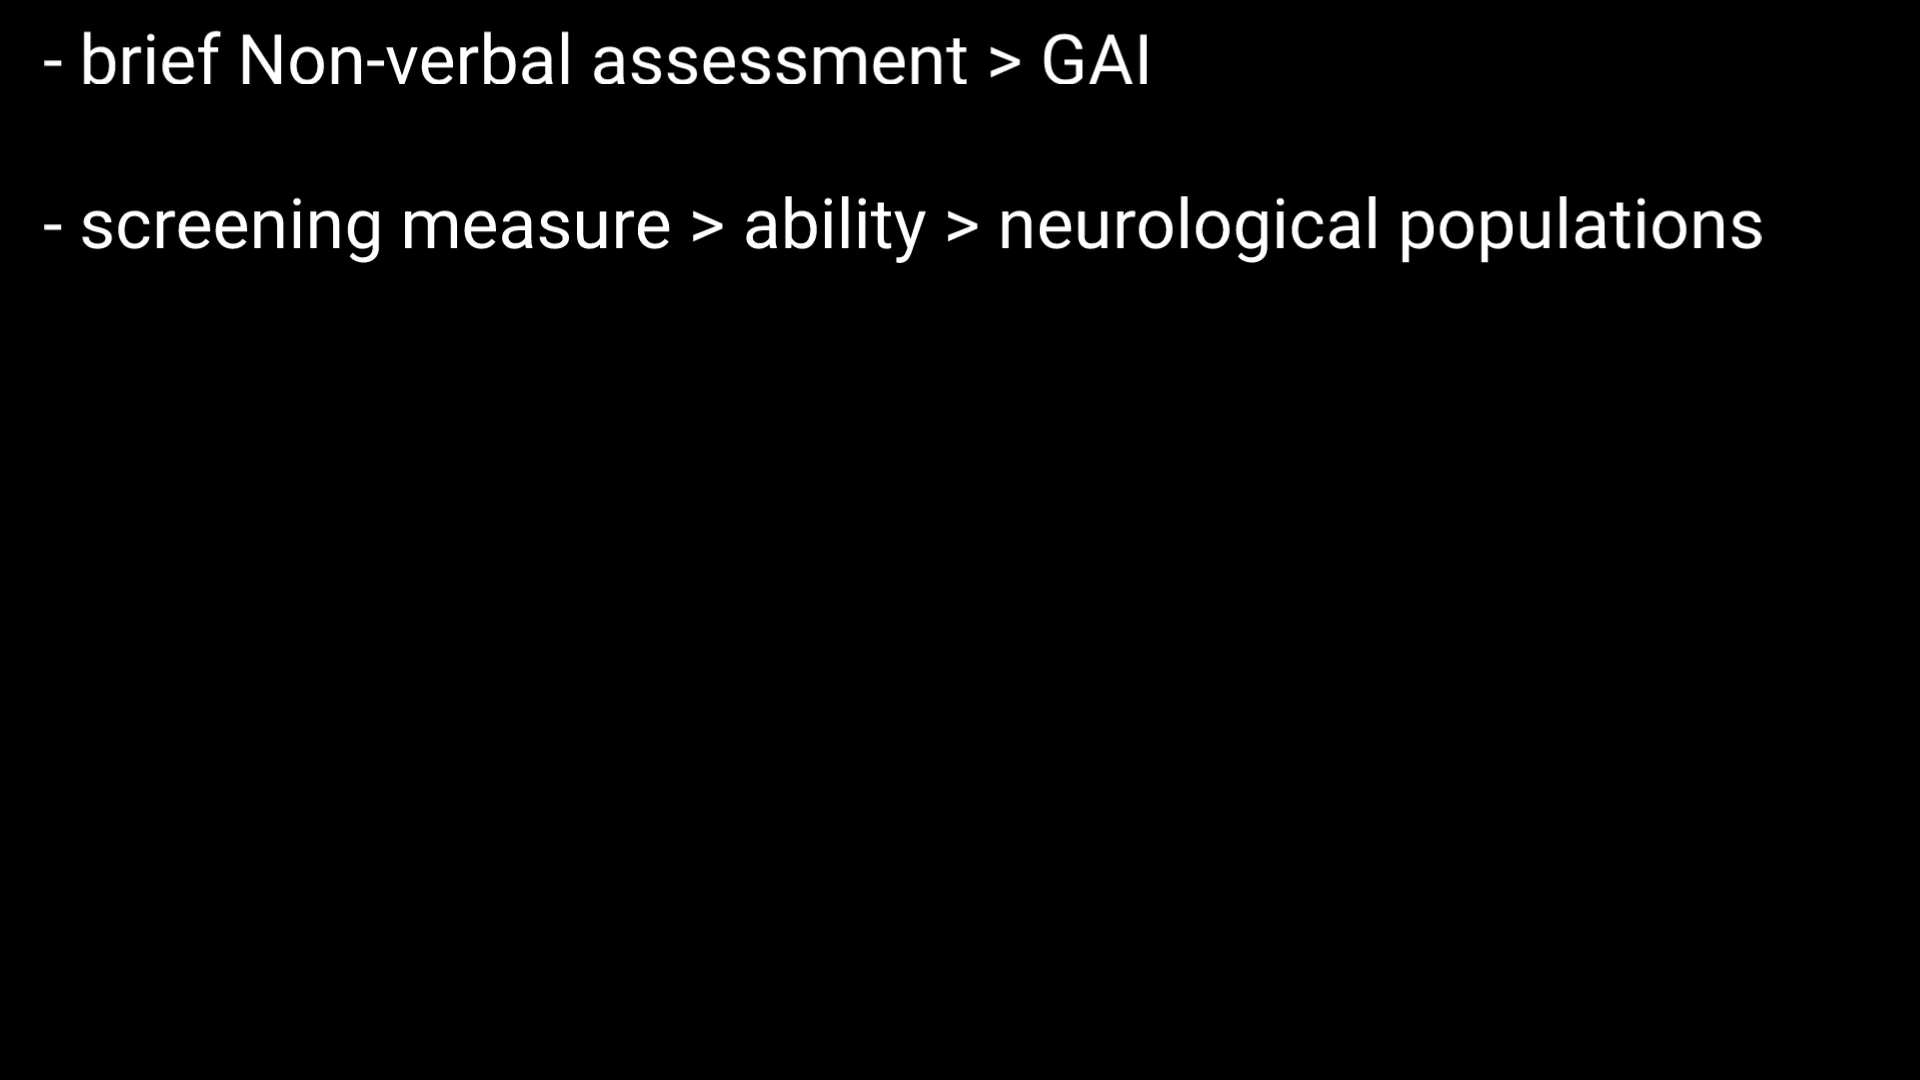 - brief Non-verbal assessment > GAI
- screening measure > ability > neurological populations